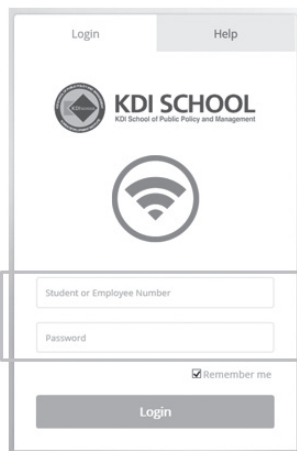 Login
Help
KDI SCHOOL
KDI School of Public Policy and Management
Student or Employee Number
Password
Remember me
Login